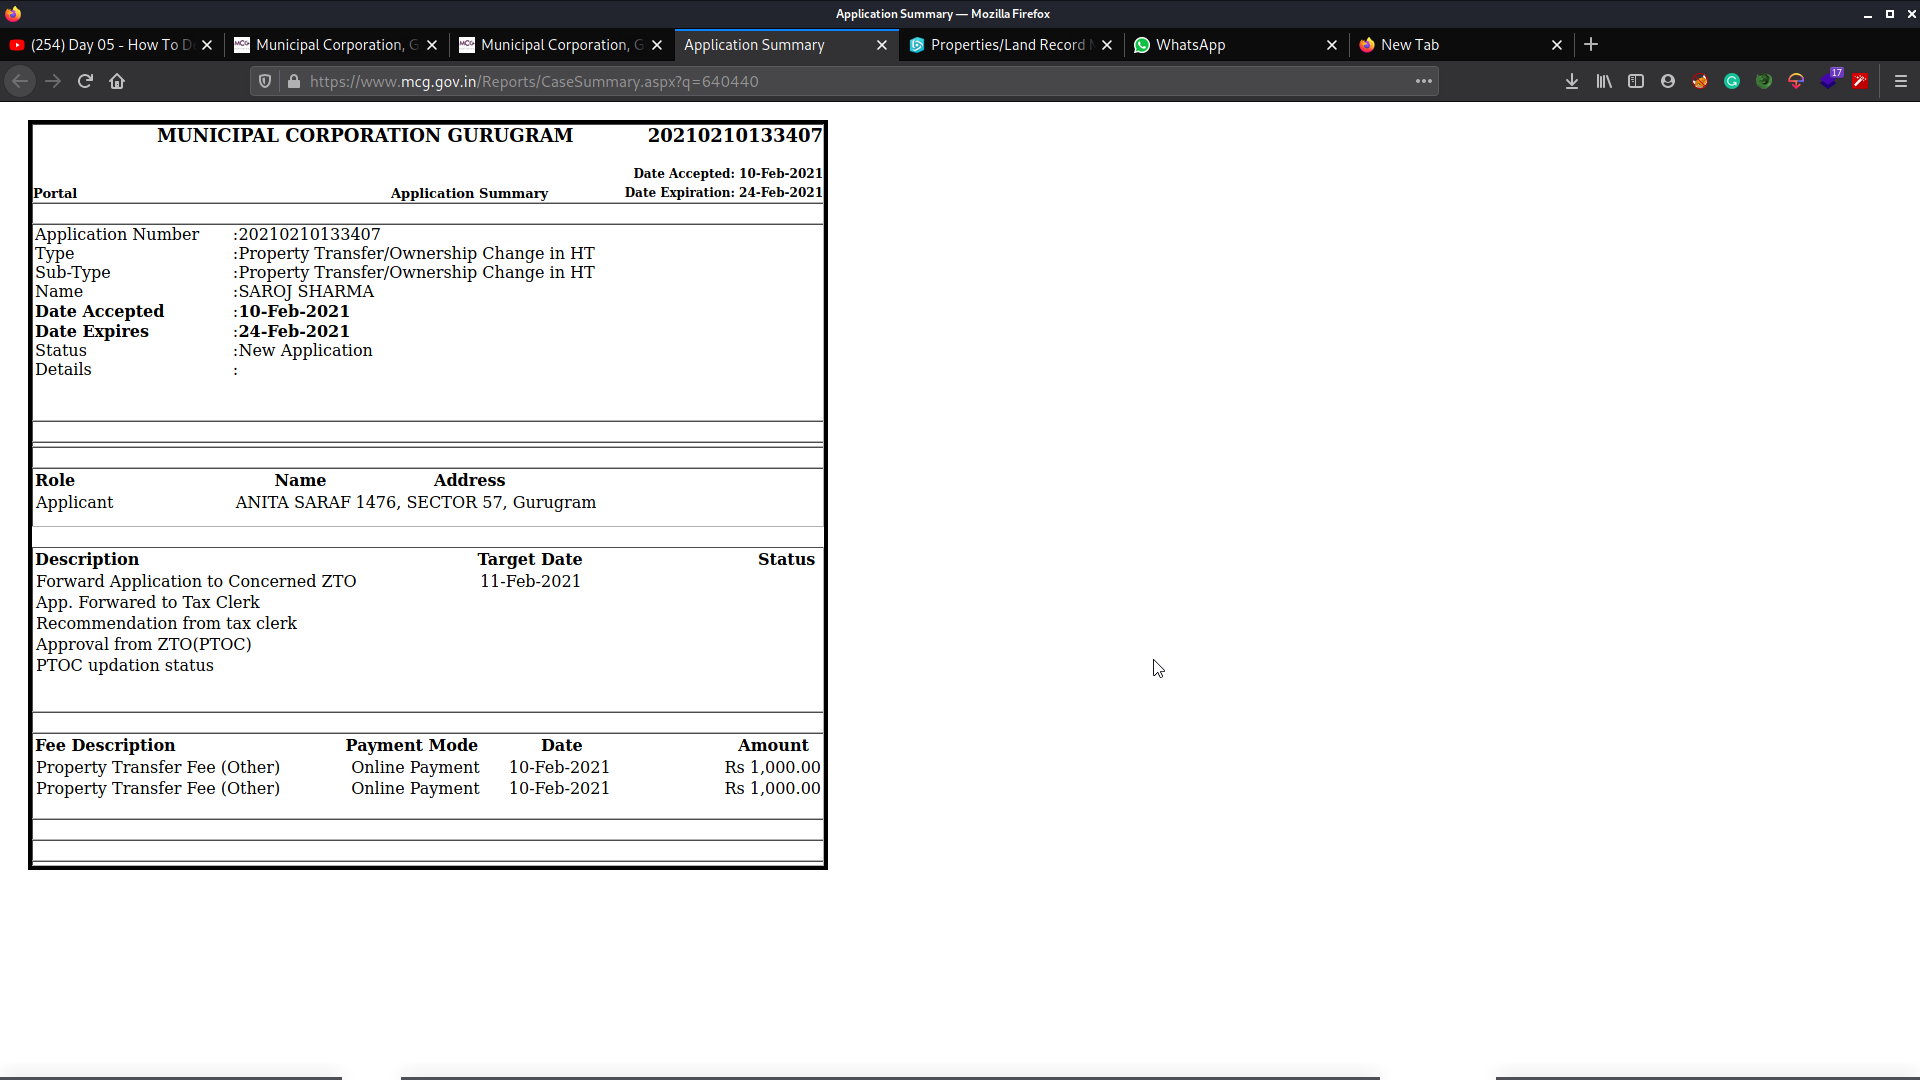 Application Summary — Mozilla Firefox
(254) Day 05 - How To D
Municipal Corporation, G
Municipal Corporation, G
Application Summary
Properties/Land Record
WhatsApp
New Tab
https://www.mcg.gov.in/Reports/CaseSummary.aspx?q=640440
17
MUNICIPAL CORPORATION GURUGRAM 20210210133407
Date Accepted: 10-Feb-2021
Portal Application Summary Date Expiration: 24-Feb-2021
Application Number :20210210133407
Type :Property Transfer/Ownership Change in HT
Sub-Type :Property Transfer/Ownership Change in HT
Name :SAROJ SHARMA
Date Accepted :10-Feb-2021
Date Expires :24-Feb-2021
Status :New Application
Details :
Role Name Address
Applicant ANITA SARAF 1476, SECTOR 57, Gurugram
Description Target Date Status
Forward Application to Concerned ZTO 11-Feb-2021
App. Forwared to Tax Clerk
Recommendation from tax clerk
Approval from ZTO(PTOC)
PTOC updation status
Fee Description Payment Mode Date Amount
Property Transfer Fee (Other) Online Payment 10-Feb-2021 Rs 1,000.00
Property Transfer Fee (Other) Online Payment 10-Feb-2021 Rs 1,000.00